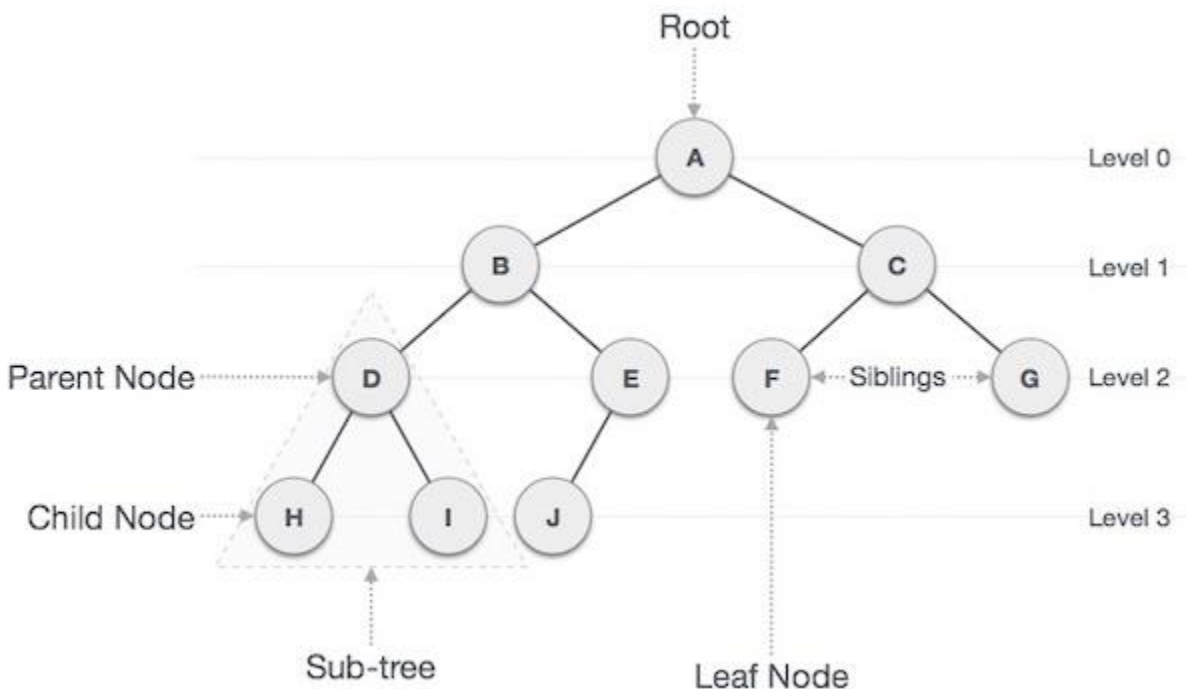 Root
A
Level 0
B
C
Level 1
Parent Node
D
E
F
Siblings
G
Level 2
Child Node
H
I
J
Level 3
Sub-tree
Leaf Node